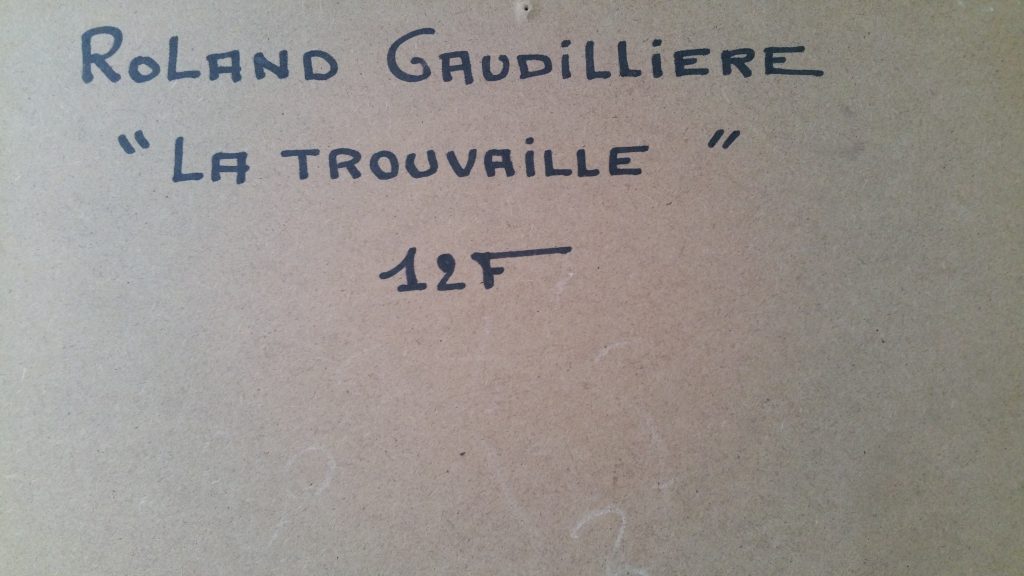 ROLAND GAUDILLIERE
“ LA TROUVAILLE ”
12F